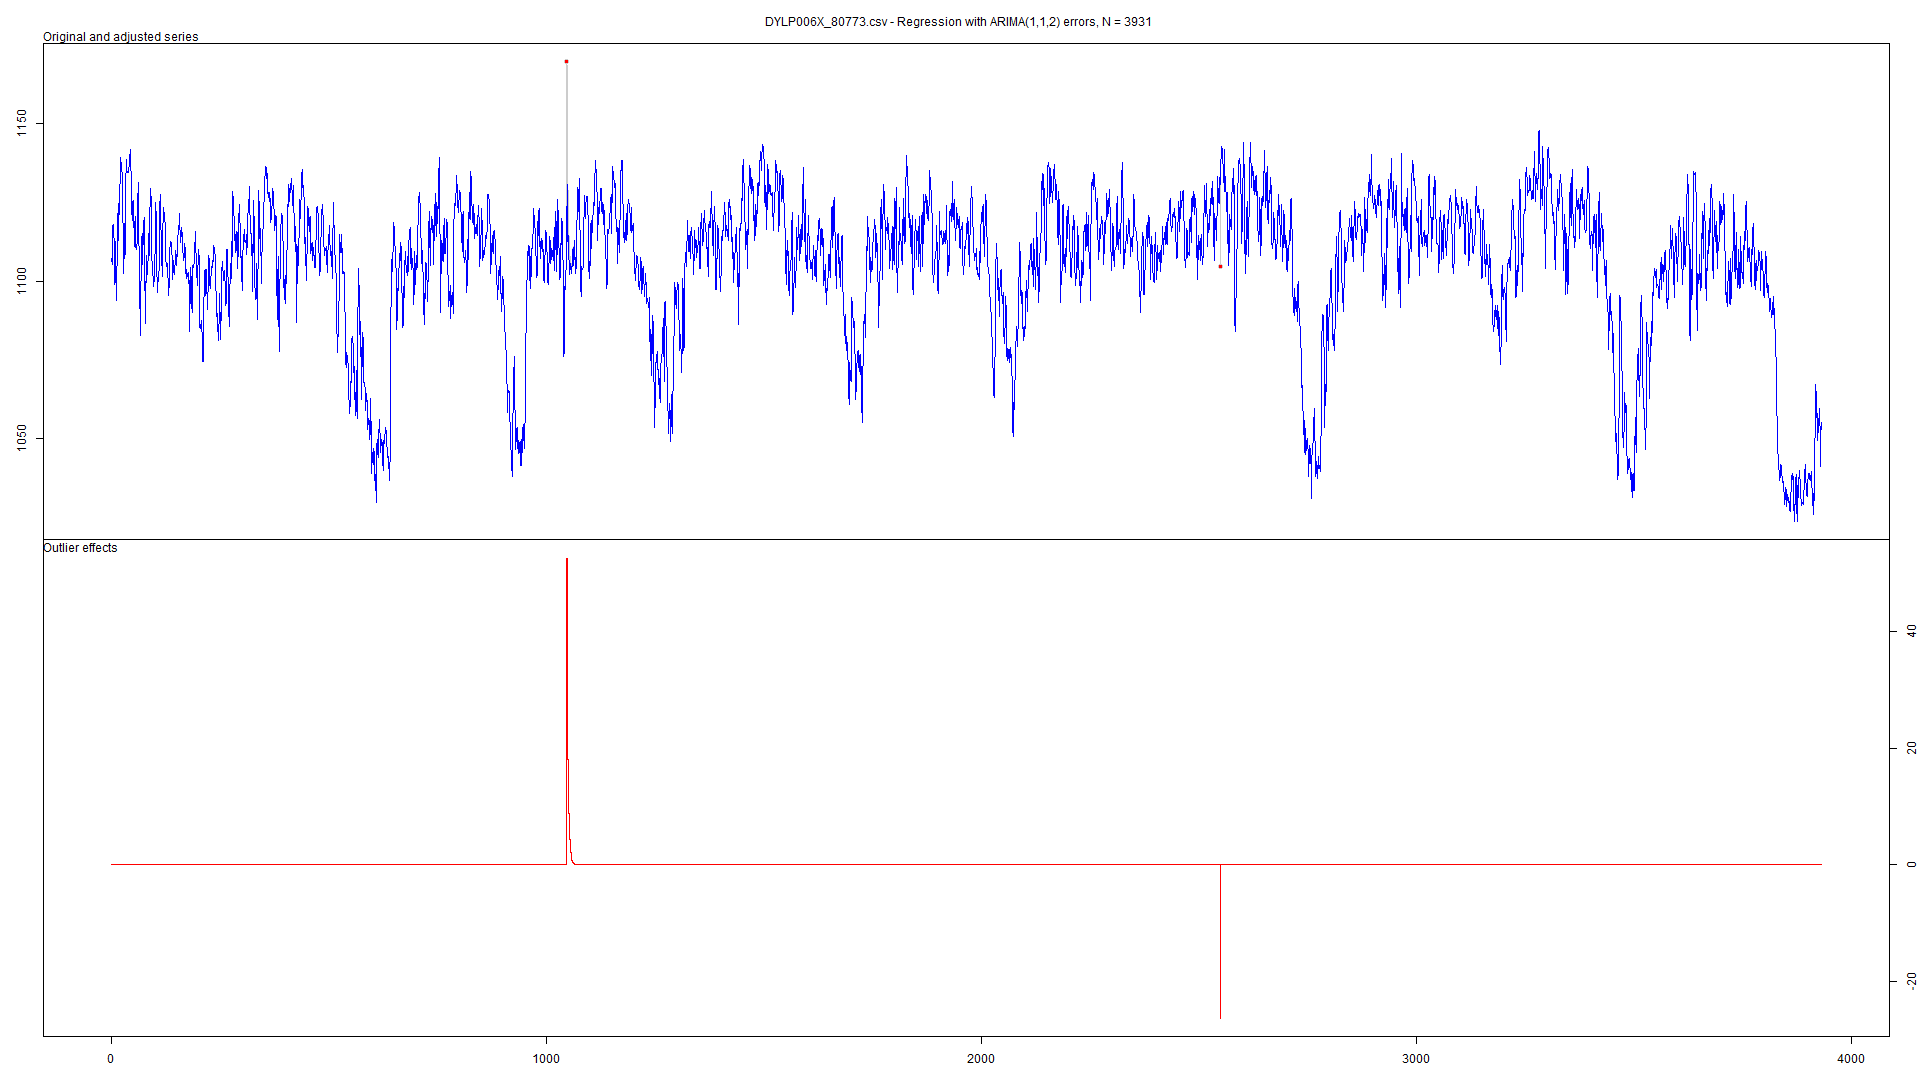 DYLP006X_80773.csv - Regression with ARIMA(1,1,2) errors, N = 3931
Original and adjusted series
1150
1100
1050
Outlier effects
40
20
0
-20
0 1000 2000 3000 4000